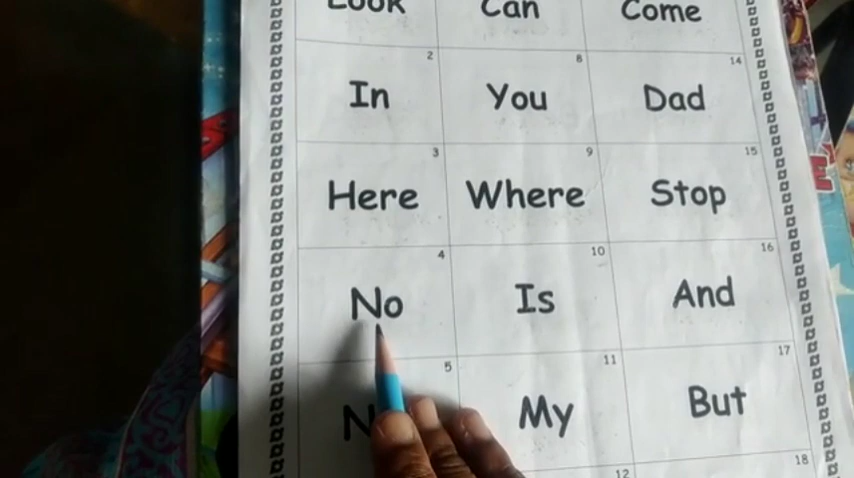 Look Can Come
2 8 14
In You Dad
3 9 15
Here Where Stop
4 10 16
No Is And
5 11 17
My But
12 18